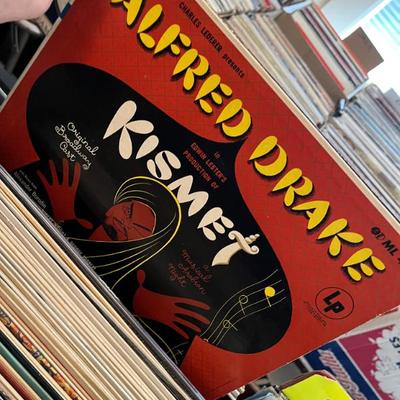 CHARLES LEDERER presents
ALFRED DRAKE
in
EDWIN LESTER'S
PRODUCTION OF
KISMET
Original
Broadway
Cast
a
Musical
Arabian
Night
ML
LP